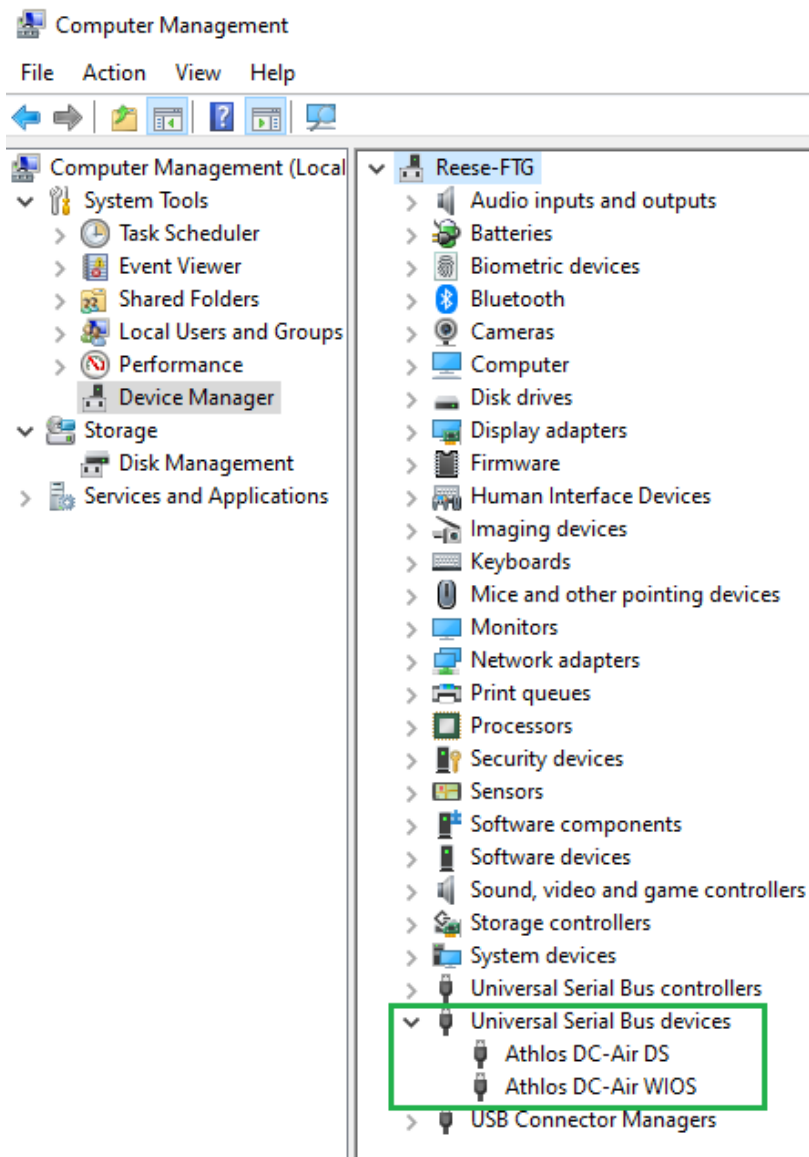 Computer Management
File Action View Help
Computer Management (Local
System Tools
Task Scheduler
Event Viewer
Shared Folders
Local Users and Groups
Performance
Device Manager
Storage
Disk Management
Services and Applications
Reese-FTG
Audio inputs and outputs
Batteries
Biometric devices
Bluetooth
Cameras
Computer
Disk drives
Display adapters
Firmware
Human Interface Devices
Imaging devices
Keyboards
Mice and other pointing devices
Monitors
Network adapters
Print queues
Processors
Security devices
Sensors
Software components
Software devices
Sound, video and game controllers
Storage controllers
System devices
Universal Serial Bus controllers
Universal Serial Bus devices
Athlos DC-Air DS
Athlos DC-Air WIOS
USB Connector Managers